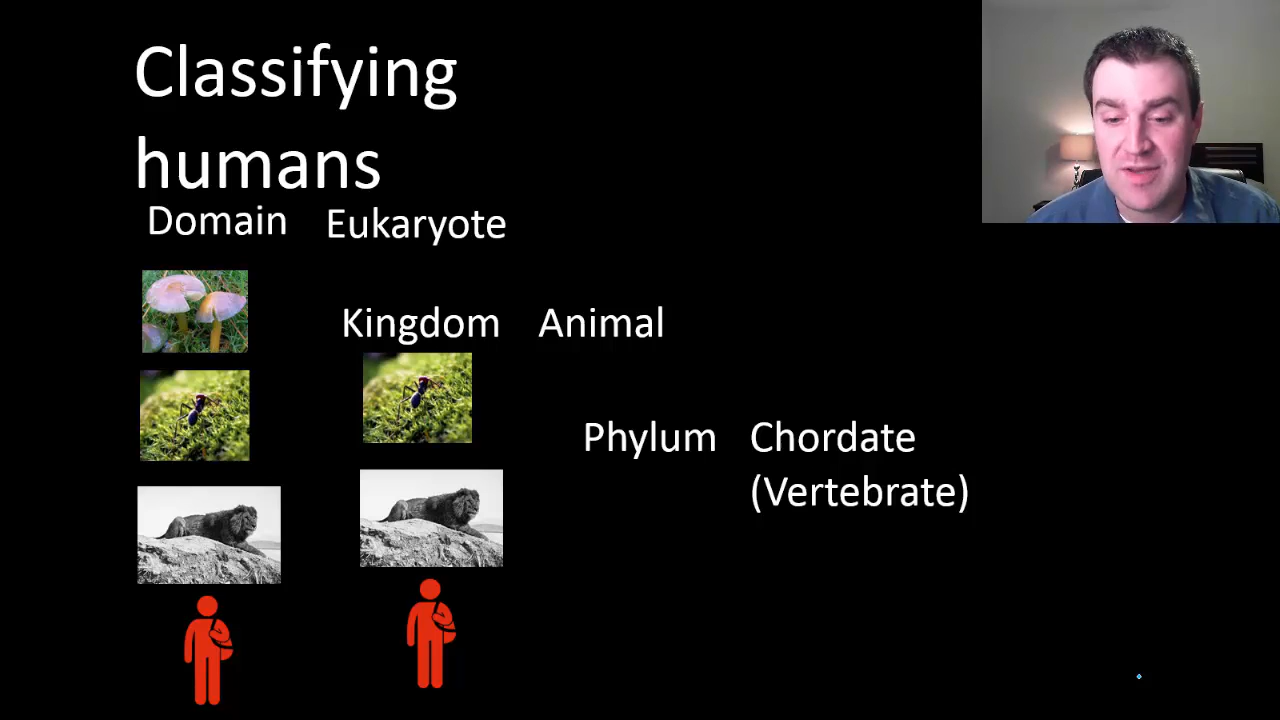 Classifying
humans
Domain Eukaryote
Kingdom Animal
Phylum Chordate
(Vertebrate)